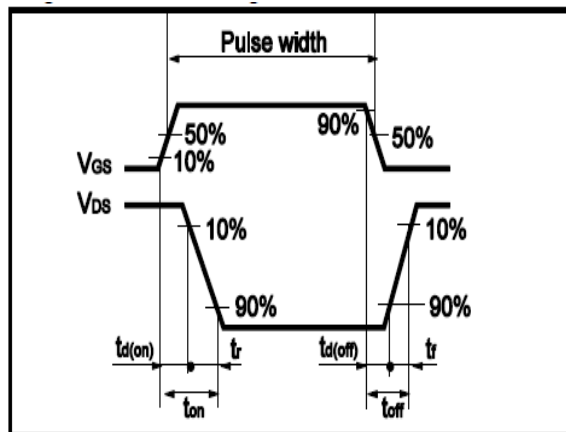 Pulse width
90%
50%
50%
10%
VGS
VDS
10%
10%
90%
90%
td(on)
tr
td(off)
tf
ton
toff